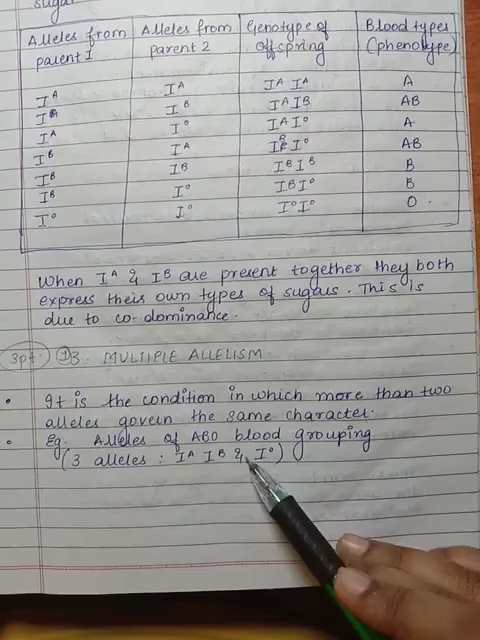 sugar
Alleles from parent 1 | Alleles from parent 2 | Genotype of offspring | Blood types (phenotype)
Iᴬ | Iᴬ | Iᴬ Iᴬ | A
Iᴬ | Iᴮ | Iᴬ Iᴮ | AB
Iᴬ | I° | Iᴬ I° | A
Iᴮ | Iᴬ | Iᴮ I° | AB
Iᴮ | Iᴮ | Iᴮ Iᴮ | B
Iᴮ | I° | Iᴮ I° | B
I° | I° | I° I° | O
When Iᴬ & Iᴮ are present together they both
express their own types of sugars. This is
due to co-dominance.
3pt. 13. MULTIPLE ALLELISM.
• It is the condition in which more than two
alleles govern the same character.
• Eg. Alleles of ABO blood grouping
(3 alleles : Iᴬ Iᴮ & I°)